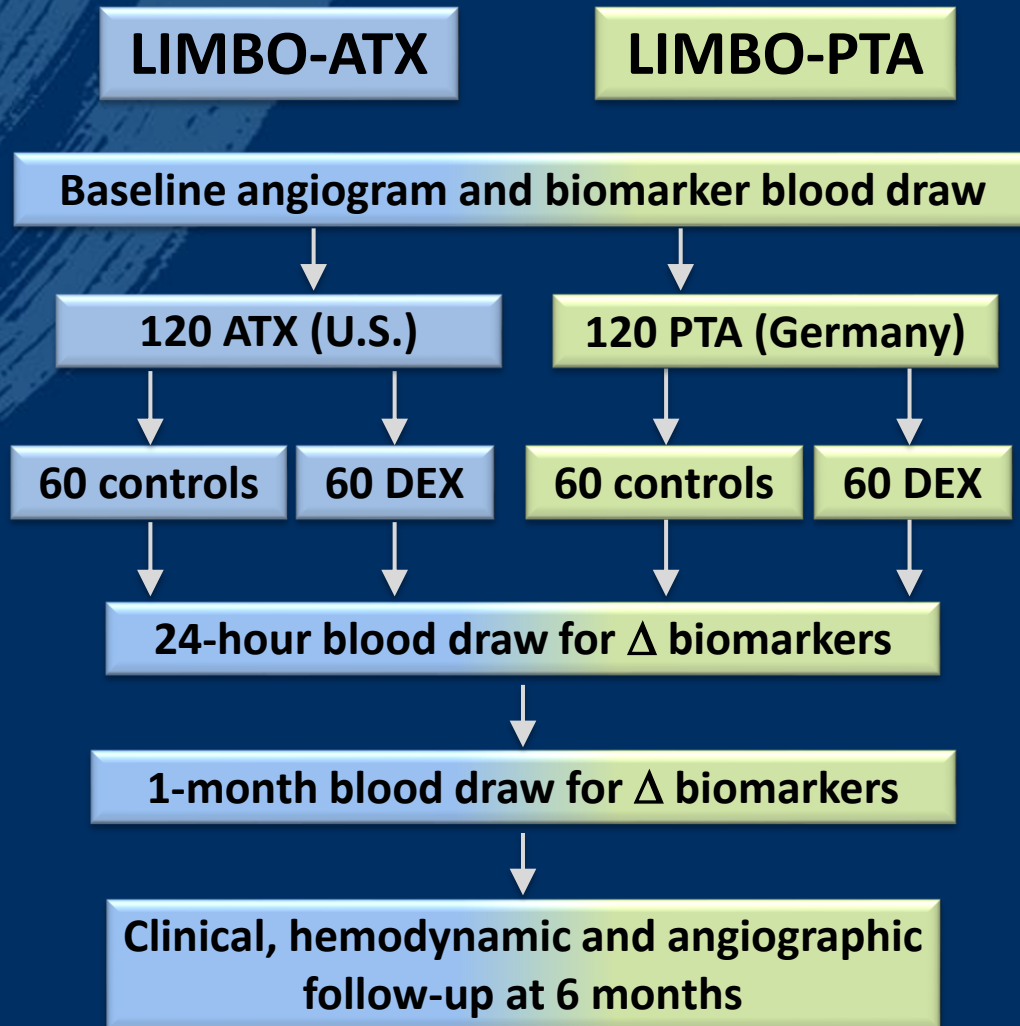 LIMBO-ATX
LIMBO-PTA
Baseline angiogram and biomarker blood draw
120 ATX (U.S.)
120 PTA (Germany)
60 controls
60 DEX
60 controls
60 DEX
24-hour blood draw for Δ biomarkers
1-month blood draw for Δ biomarkers
Clinical, hemodynamic and angiographic
follow-up at 6 months